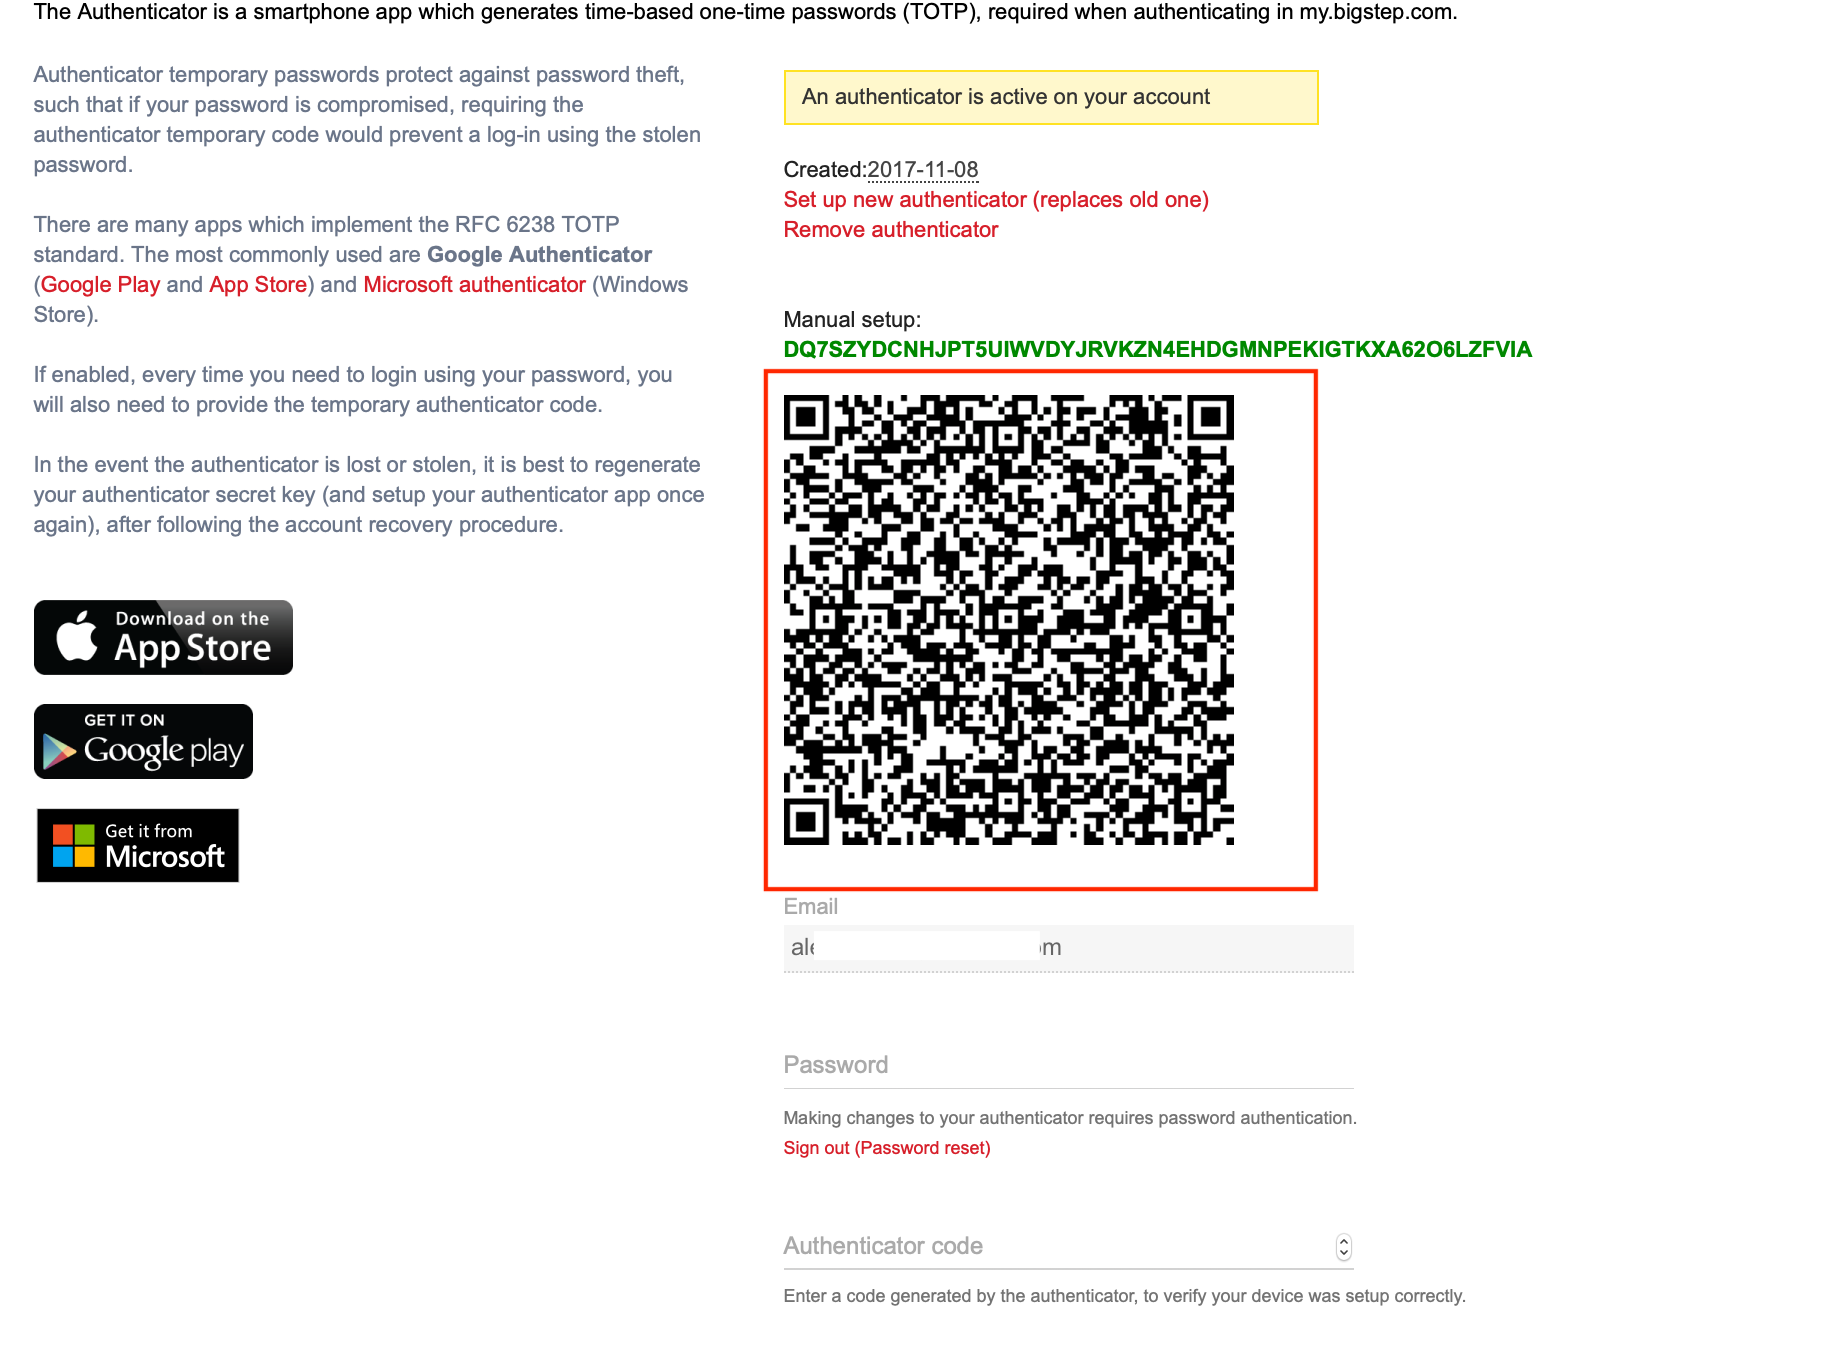 The Authenticator is a smartphone app which generates time-based one-time passwords (TOTP), required when authenticating in my.bigstep.com.
Authenticator temporary passwords protect against password theft,
such that if your password is compromised, requiring the
authenticator temporary code would prevent a log-in using the stolen
password.
There are many apps which implement the RFC 6238 TOTP
standard. The most commonly used are Google Authenticator
(Google Play and App Store) and Microsoft authenticator (Windows
Store).
If enabled, every time you need to login using your password, you
will also need to provide the temporary authenticator code.
In the event the authenticator is lost or stolen, it is best to regenerate
your authenticator secret key (and setup your authenticator app once
again), after following the account recovery procedure.
Download on the
App Store
GET IT ON
Google play
Get it from
Microsoft
An authenticator is active on your account
Created:2017-11-08
Set up new authenticator (replaces old one)
Remove authenticator
Manual setup:
DQ7SZYDCNHJPT5UIWVDYJRVKZN4EHDGMNPEKIGTKXA62O6LZFVIA
Email
ale
om
Password
Making changes to your authenticator requires password authentication.
Sign out (Password reset)
Authenticator code
Enter a code generated by the authenticator, to verify your device was setup correctly.